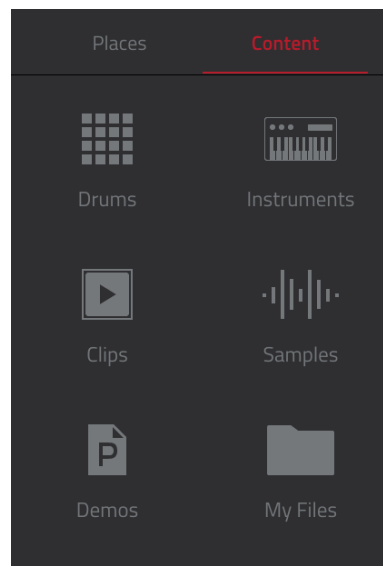 Places Content
Drums Instruments
Clips Samples
P
Demos My Files